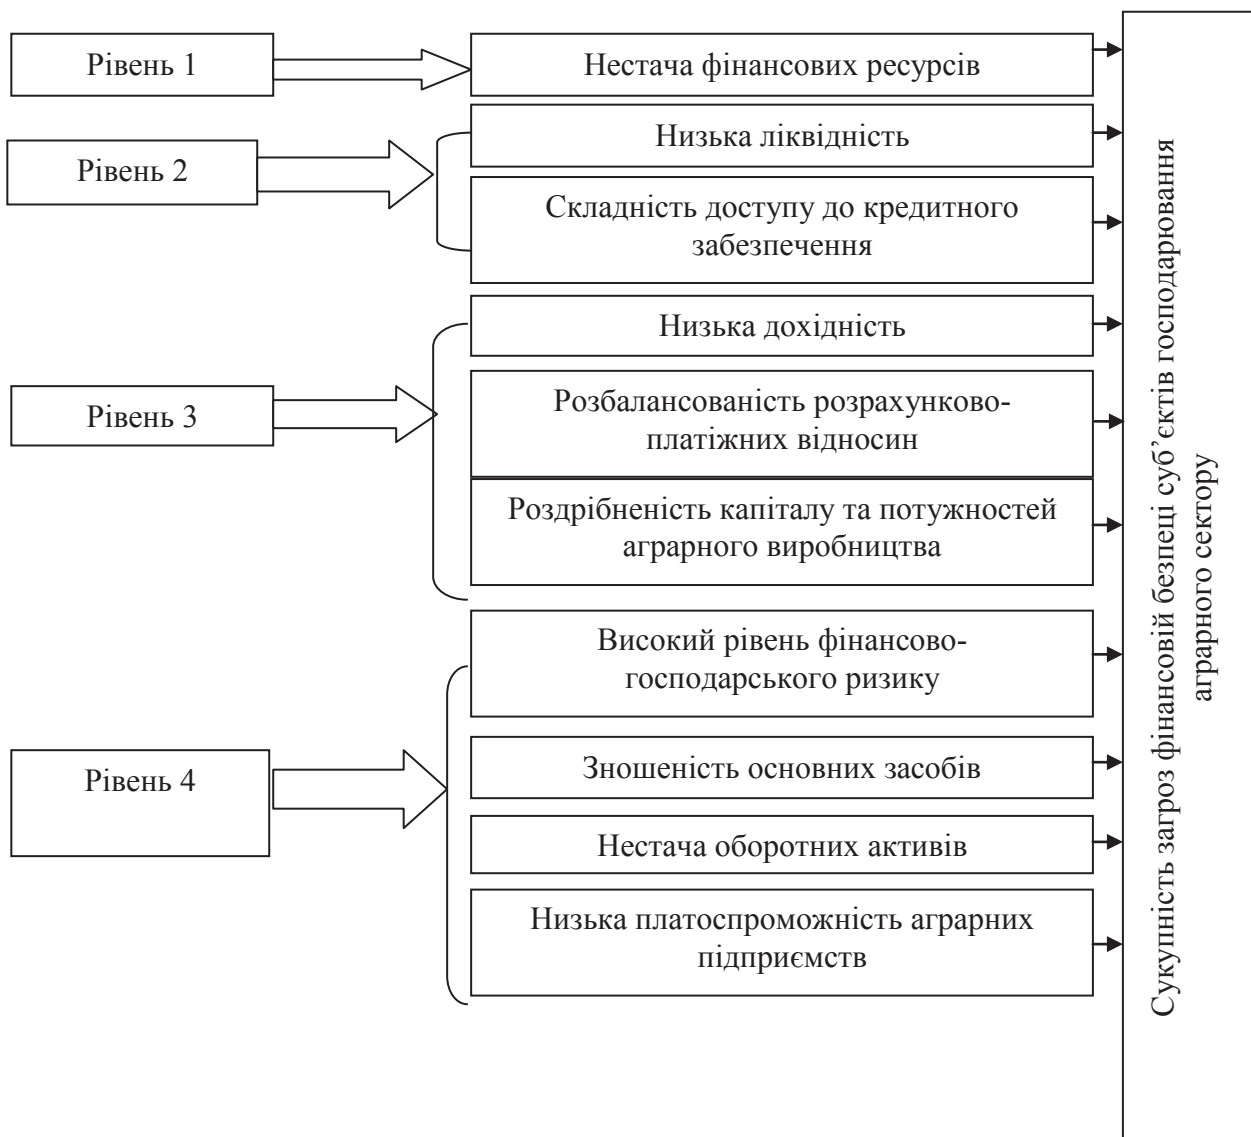 Рівень 1
Нестача фінансових ресурсів
Рівень 2
Низька ліквідність
Складність доступу до кредитного
забезпечення
Рівень 3
Низька дохідність
Розбалансованість розрахунково-
платіжних відносин
Роздрібненість капіталу та потужностей
аграрного виробництва
Рівень 4
Високий рівень фінансово-
господарського ризику
Зношеність основних засобів
Нестача оборотних активів
Низька платоспроможність аграрних
підприємств
Сукупність загроз фінансовій безпеці суб’єктів господарювання
аграрного сектору